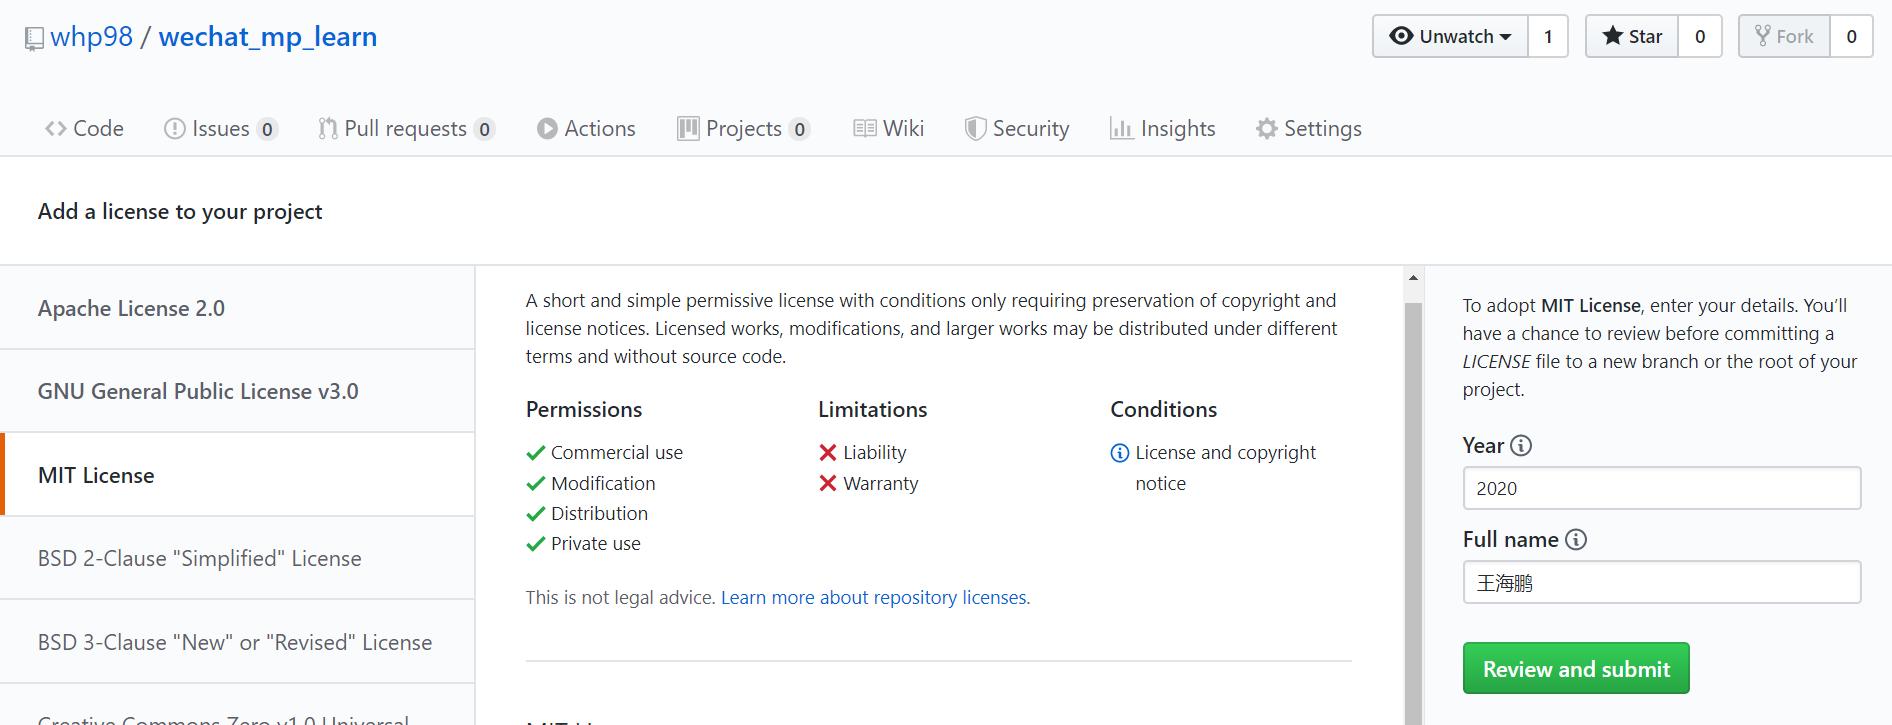 whp98 / wechat_mp_learn
Unwatch 1 Star 0 Fork 0
Code Issues 0 Pull requests 0 Actions Projects 0 Wiki Security Insights Settings
Add a license to your project
Apache License 2.0
GNU General Public License v3.0
MIT License
BSD 2-Clause "Simplified" License
BSD 3-Clause "New" or "Revised" License
Creative Commons Zero v1.0 Universal
A short and simple permissive license with conditions only requiring preservation of copyright and
license notices. Licensed works, modifications, and larger works may be distributed under different
terms and without source code.
Permissions
Commercial use
Modification
Distribution
Private use
Limitations
Liability
Warranty
Conditions
License and copyright
notice
This is not legal advice. Learn more about repository licenses.
To adopt MIT License, enter your details. You’ll
have a chance to review before committing a
LICENSE file to a new branch or the root of your
project.
Year
2020
Full name
王海鹏
Review and submit